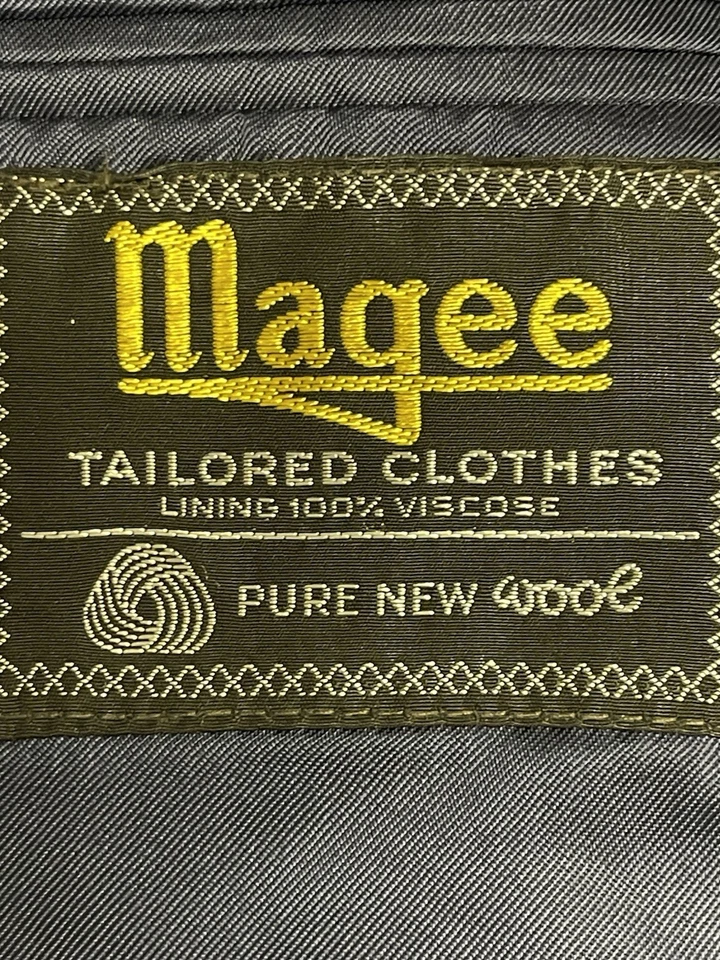 Magee
TAILORED CLOTHES
LINING 100% VISCOSE
PURE NEW wool